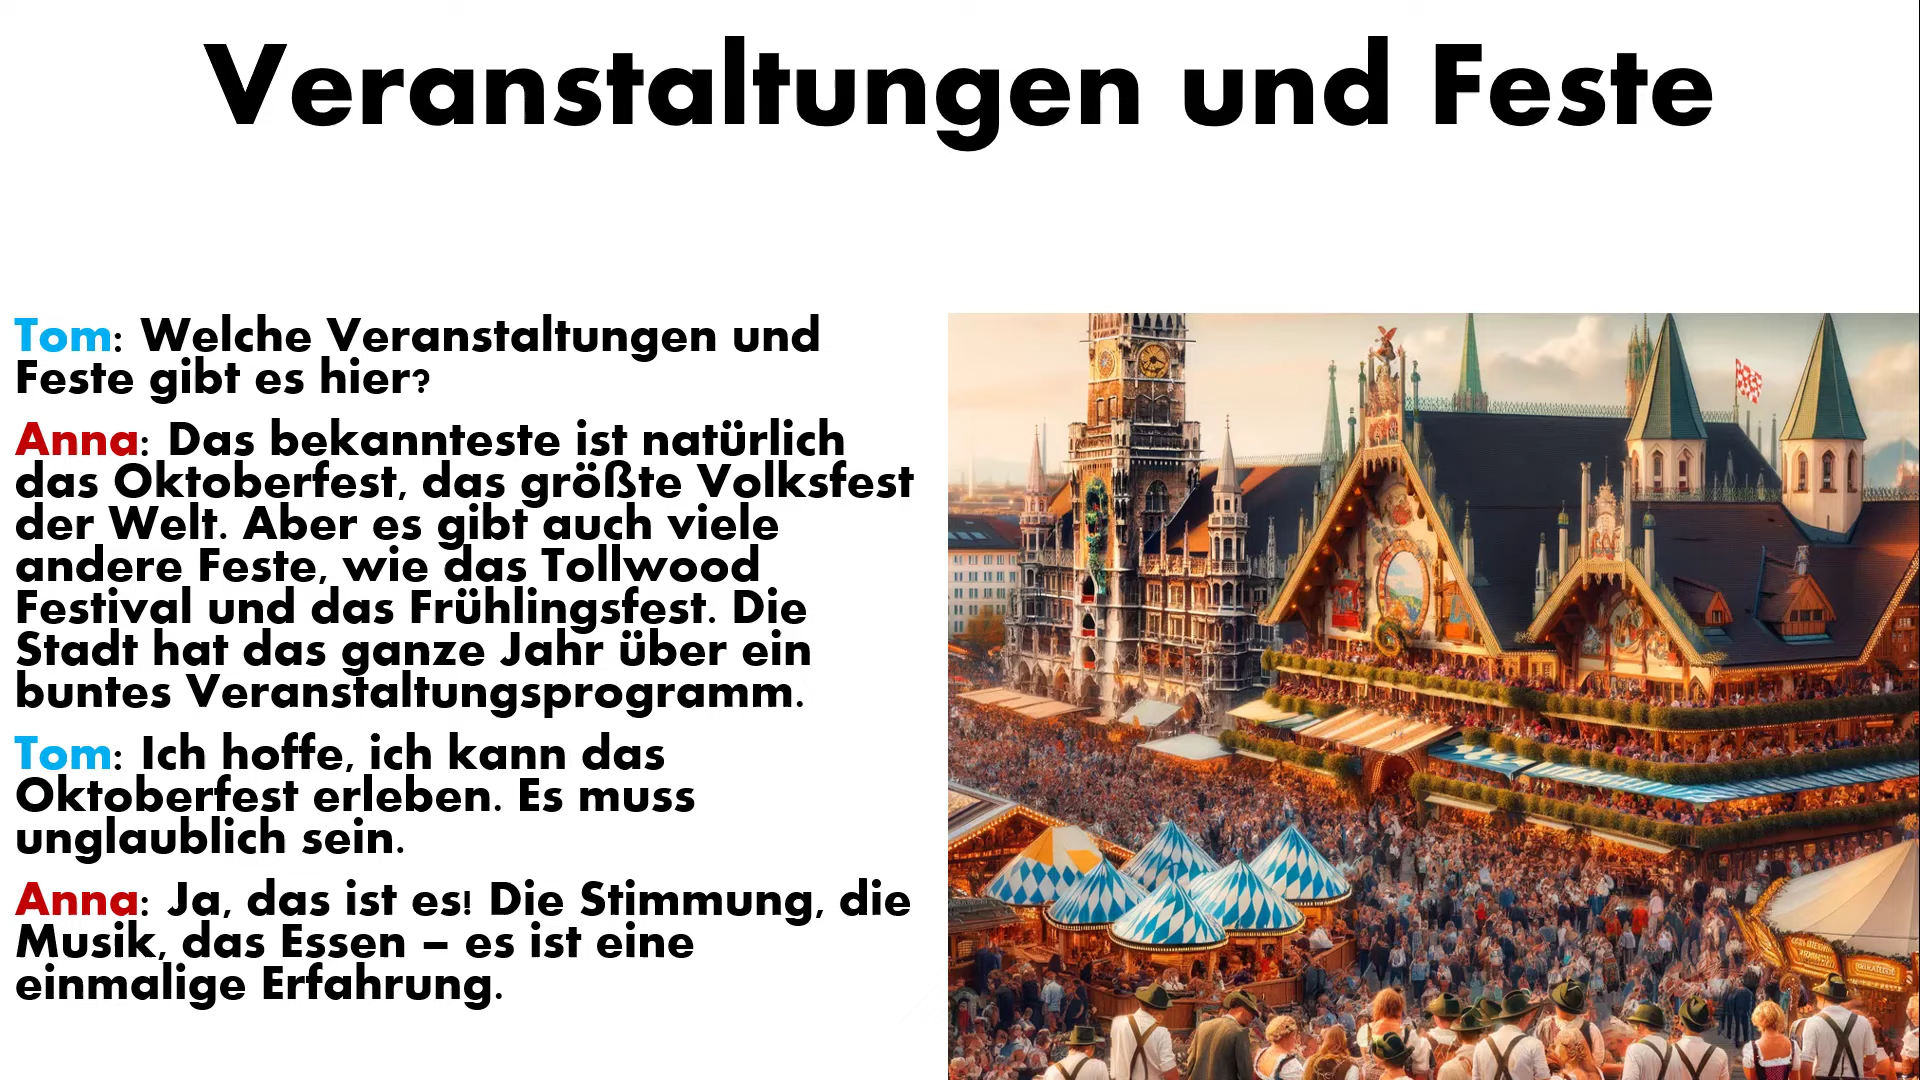 Veranstaltungen und Feste
Tom: Welche Veranstaltungen und
Feste gibt es hier?
Anna: Das bekannteste ist natürlich
das Oktoberfest, das größte Volksfest
der Welt. Aber es gibt auch viele
andere Feste, wie das Tollwood
Festival und das Frühlingsfest. Die
Stadt hat das ganze Jahr über ein
buntes Veranstaltungsprogramm.
Tom: Ich hoffe, ich kann das
Oktoberfest erleben. Es muss
unglaublich sein.
Anna: Ja, das ist es! Die Stimmung, die
Musik, das Essen – es ist eine
einmalige Erfahrung.